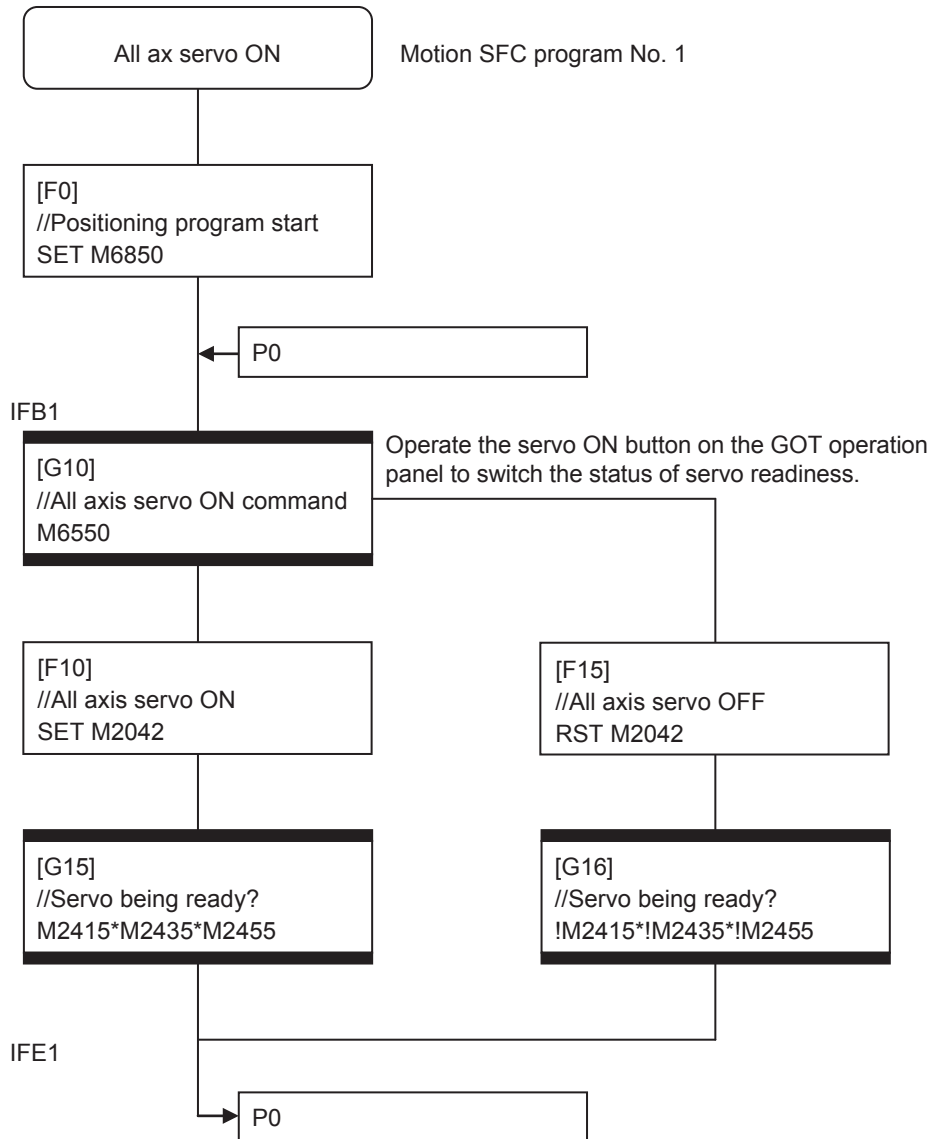 All ax servo ON
Motion SFC program No. 1
[F0]
//Positioning program start
SET M6850
P0
IFB1
[G10]
//All axis servo ON command
M6550
Operate the servo ON button on the GOT operation
panel to switch the status of servo readiness.
[F10]
//All axis servo ON
SET M2042
[F15]
//All axis servo OFF
RST M2042
[G15]
//Servo being ready?
M2415*M2435*M2455
[G16]
//Servo being ready?
!M2415*!M2435*!M2455
IFE1
P0